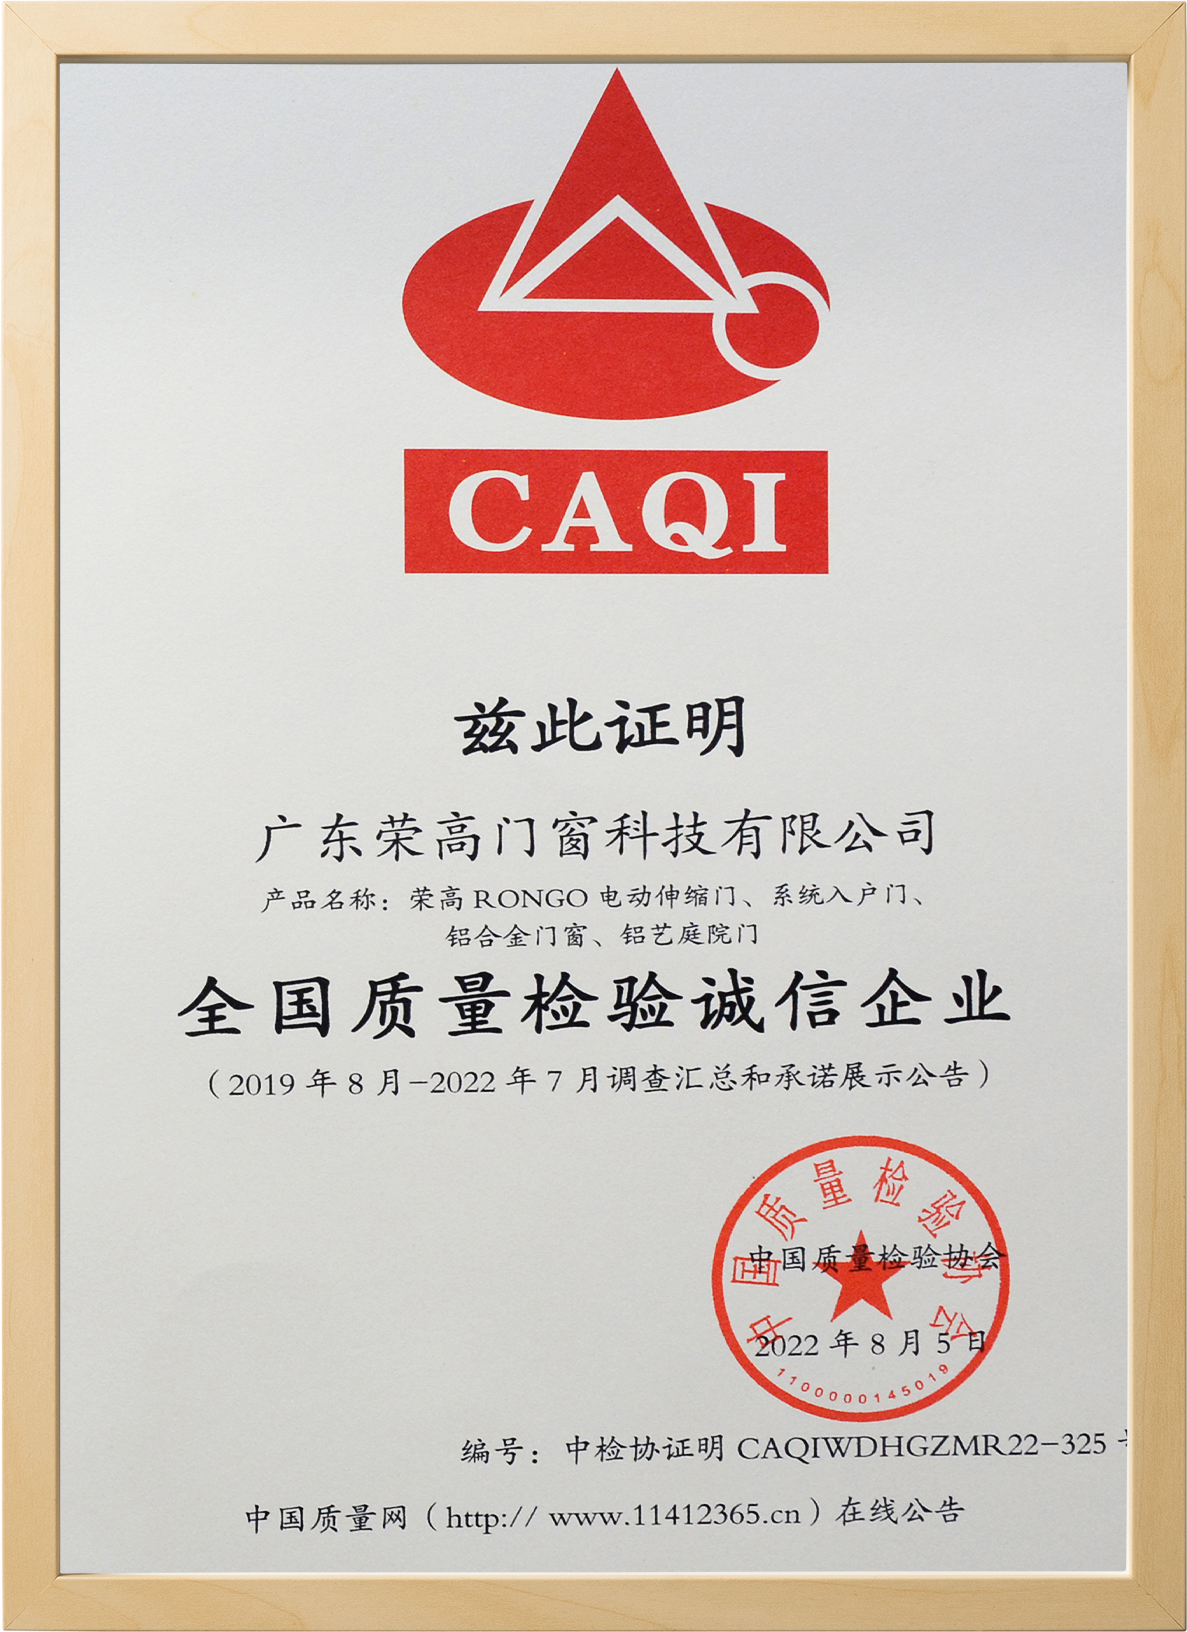 CAQI
兹此证明
广东荣高门窗科技有限公司
产品名称：荣高 RONGO 电动伸缩门、系统入户门、
铝合金门窗、铝艺庭院门
全国质量检验诚信企业
（2019 年 8 月-2022 年 7 月调查汇总和承诺展示公告）
中国质量检验协会
中国质量检验协会
2022 年 8 月 5 日
1100000145019
编号：中检协证明 CAQIWDHGZMR22-325
中国质量网（http:// www.11412365.cn）在线公告